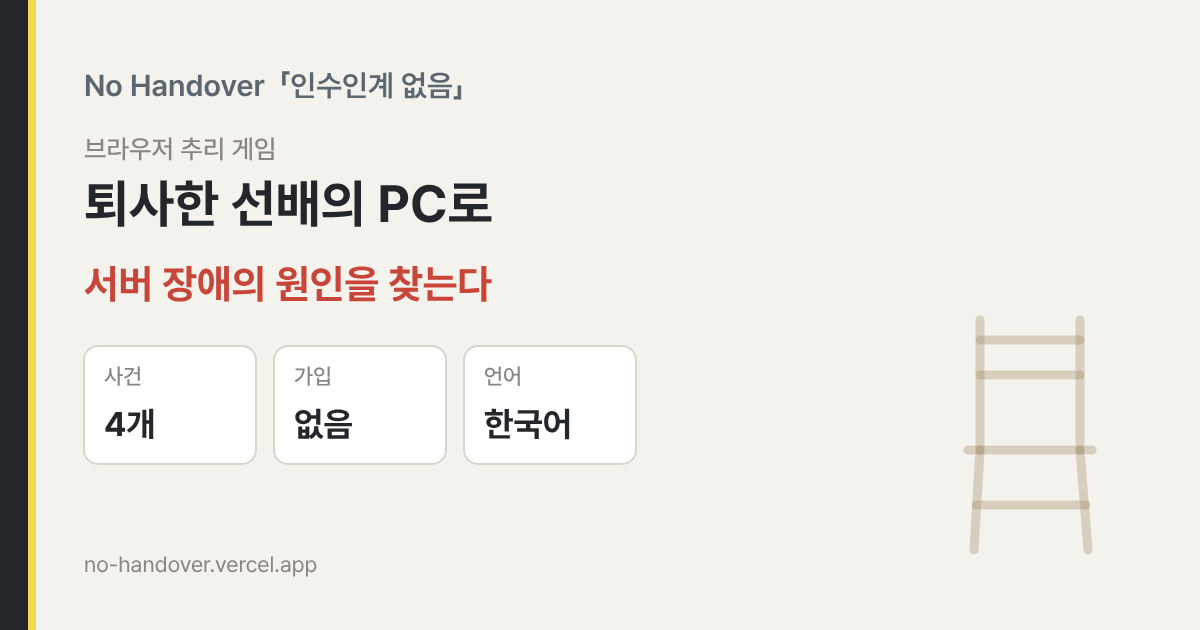 No Handover「인수인계 없음」
브라우저 추리 게임
퇴사한 선배의 PC로
서버 장애의 원인을 찾는다
사건
4개
가입
없음
언어
한국어
no-handover.vercel.app